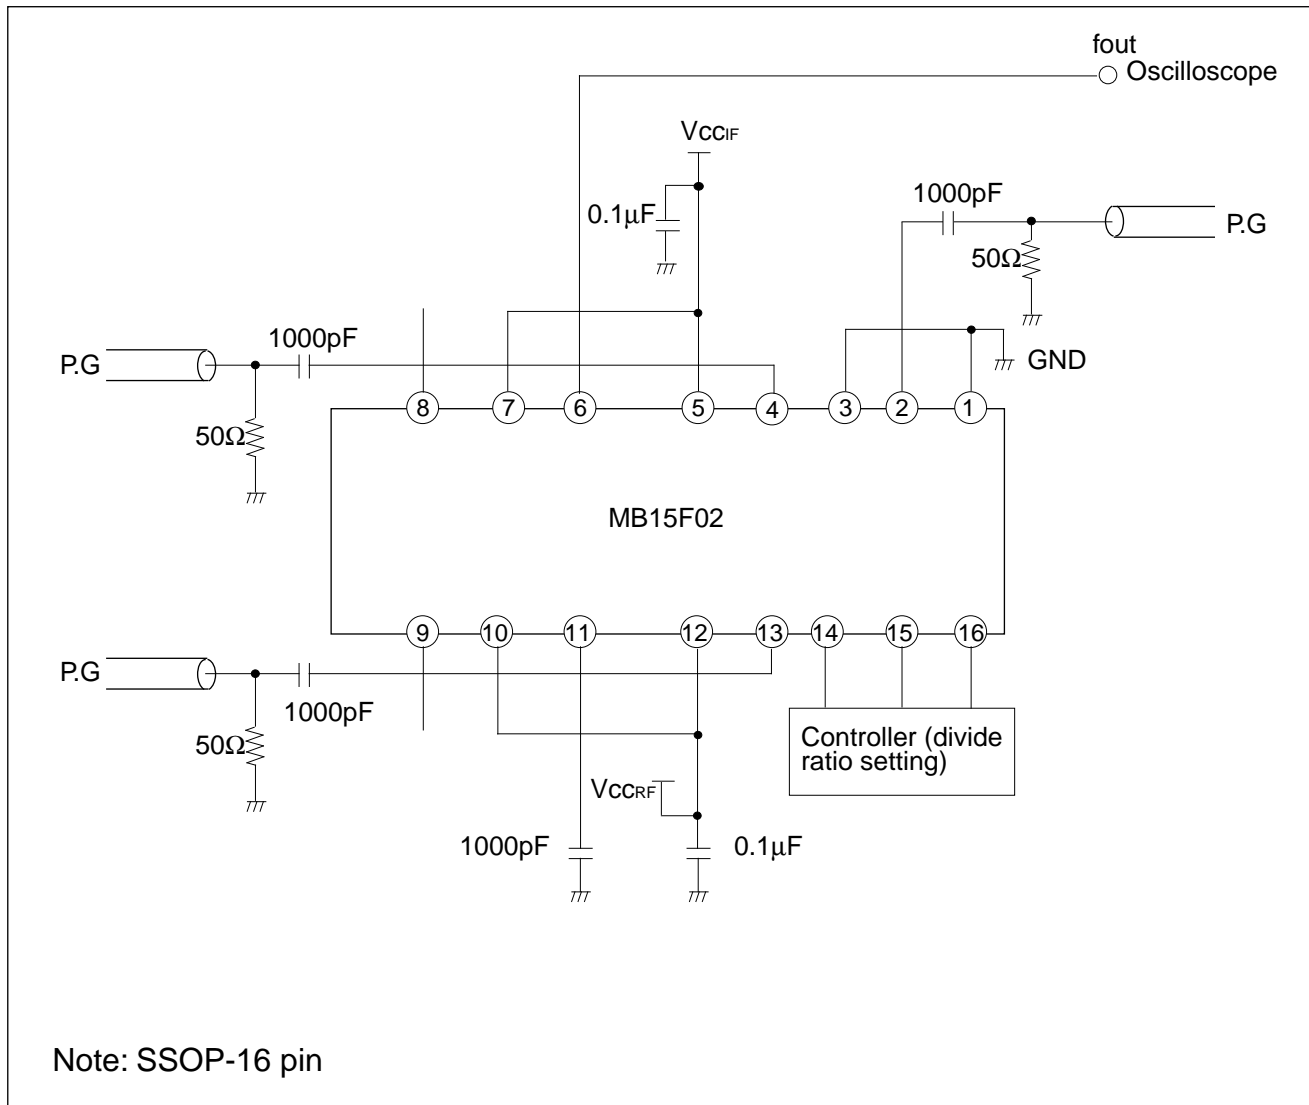 fout
Oscilloscope
VccIF
0.1µF
1000pF
P.G
50Ω
1000pF
P.G
50Ω
GND
8
7
6
5
4
3
2
1
MB15F02
9
10
11
12
13
14
15
16
P.G
1000pF
50Ω
Controller (divide
ratio setting)
VccRF
1000pF
0.1µF
Note: SSOP-16 pin